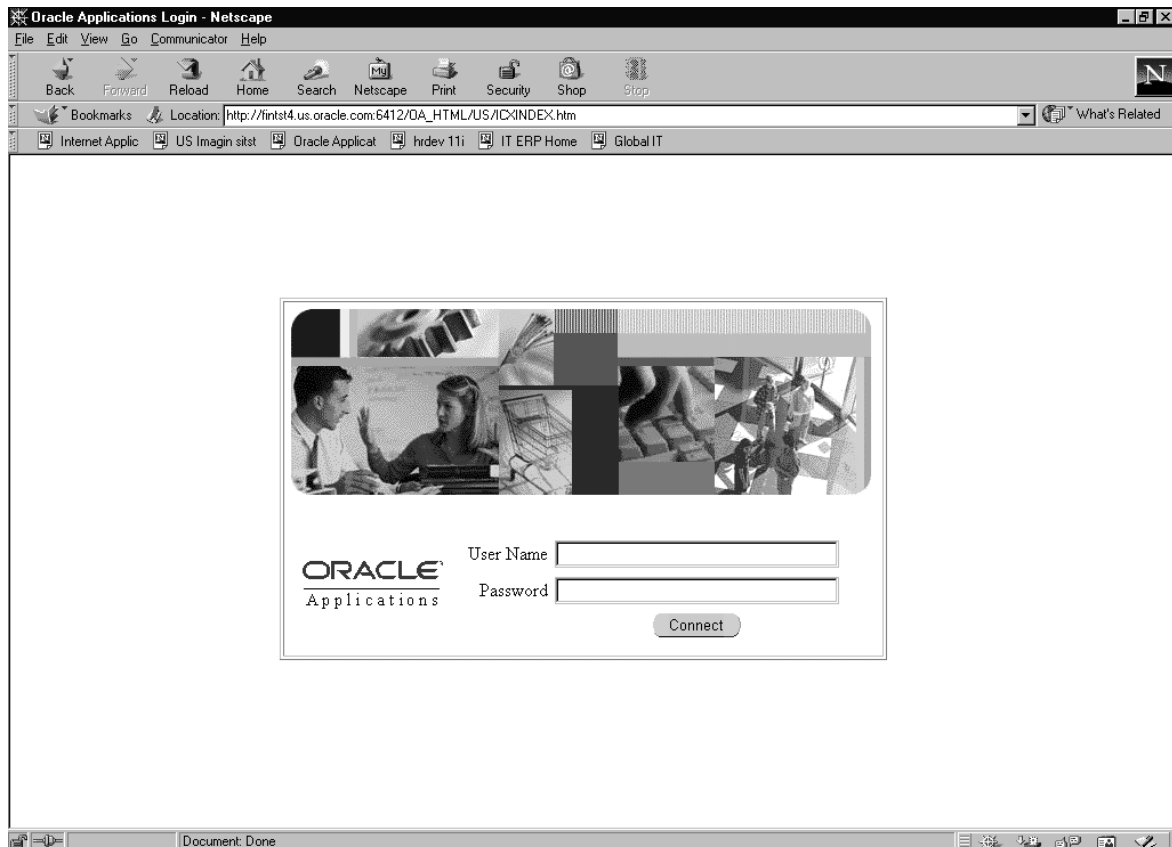 Oracle Applications Login - Netscape
File Edit View Go Communicator Help
Back Forward Reload Home Search Netscape Print Security Shop Stop
My
N
Bookmarks Location: http://fintst4.us.oracle.com:6412/OA_HTML/US/ICXINDEX.htm What's Related
Internet Applic US Imagin sitst Oracle Applicat hrdev 11i IT ERP Home Global IT
User Name
ORACLE
Password
Applications
Connect
Document: Done